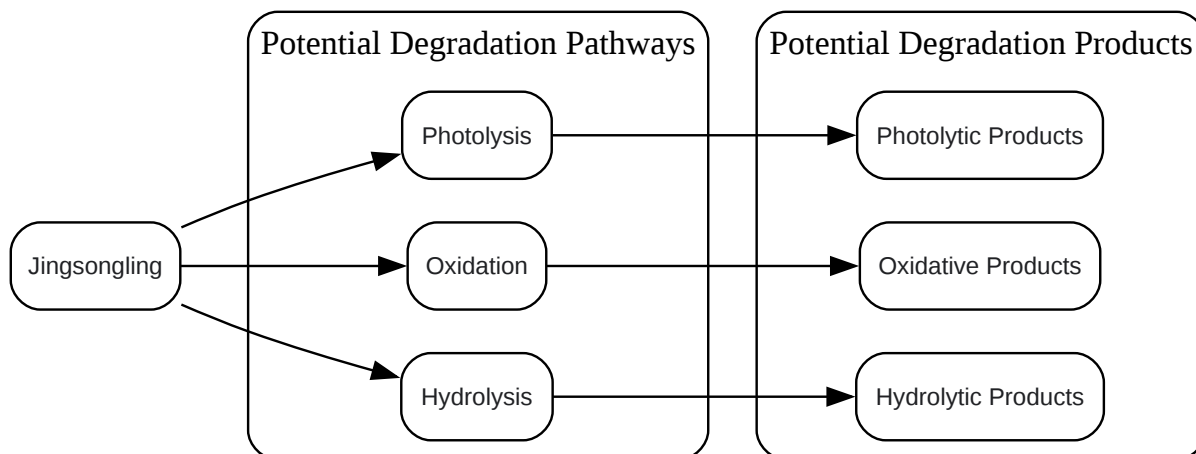 Potential Degradation Pathways
Potential Degradation Products
Photolysis
Photolytic Products
Jingsongling
Oxidation
Oxidative Products
Hydrolysis
Hydrolytic Products